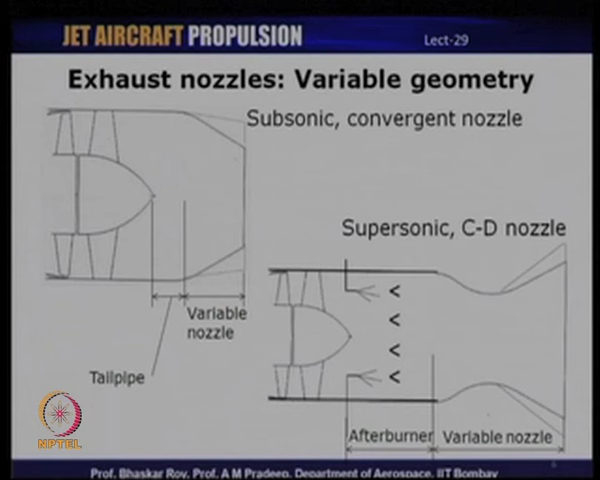 JET AIRCRAFT PROPULSION
Lect-29
Exhaust nozzles: Variable geometry
Subsonic, convergent nozzle
Supersonic, C-D nozzle
Variable
nozzle
Tailpipe
Afterburner
Variable nozzle
NPTEL
Prof. Bhaskar Roy, Prof. A M Pradeep, Department of Aerospace, IIT Bombay